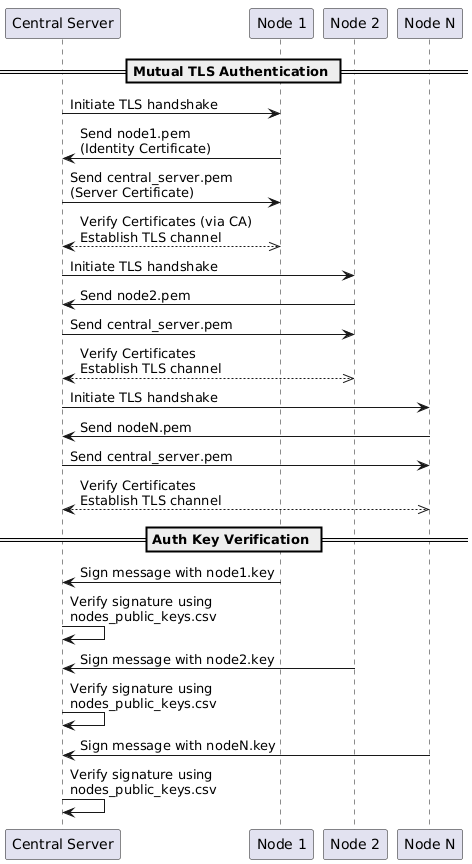 Central Server
Node 1
Node 2
Node N
Mutual TLS Authentication
Initiate TLS handshake
Send node1.pem
(Identity Certificate)
Send central_server.pem
(Server Certificate)
Verify Certificates (via CA)
Establish TLS channel
Initiate TLS handshake
Send node2.pem
Send central_server.pem
Verify Certificates
Establish TLS channel
Initiate TLS handshake
Send nodeN.pem
Send central_server.pem
Verify Certificates
Establish TLS channel
Auth Key Verification
Sign message with node1.key
Verify signature using
nodes_public_keys.csv
Sign message with node2.key
Verify signature using
nodes_public_keys.csv
Sign message with nodeN.key
Verify signature using
nodes_public_keys.csv
Central Server
Node 1
Node 2
Node N